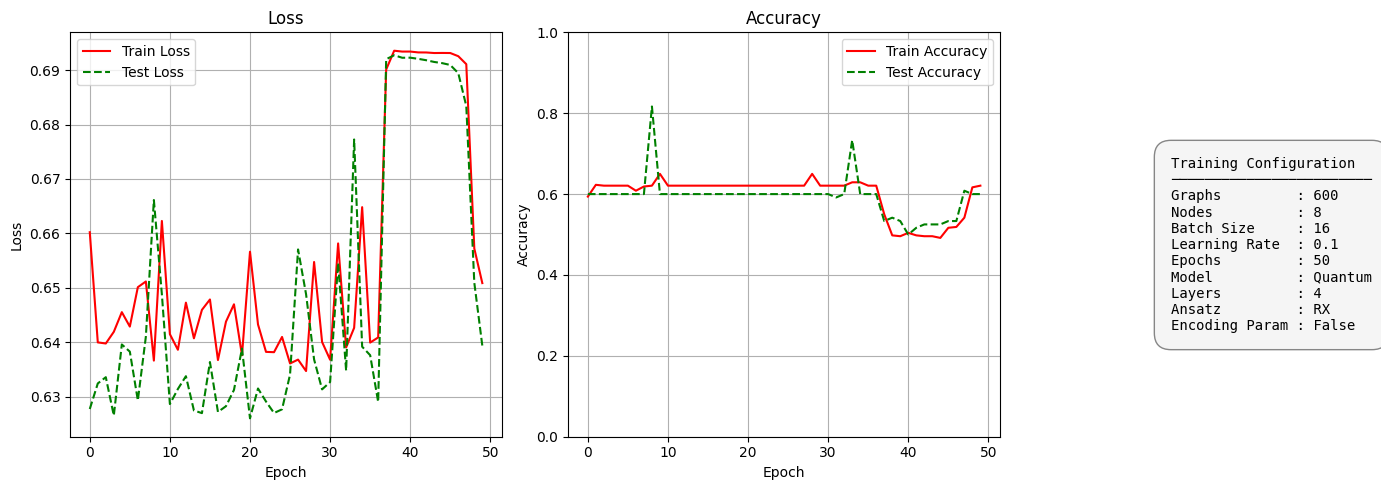 Loss
Train Loss
Test Loss
0.69
0.68
0.67
0.66
0.65
0.64
0.63
Loss
0 10 20 30 40 50
Epoch
Accuracy
Train Accuracy
Test Accuracy
1.0
0.8
0.6
0.4
0.2
0.0
Accuracy
0 10 20 30 40 50
Epoch
Training Configuration
Graphs : 600
Nodes : 8
Batch Size : 16
Learning Rate : 0.1
Epochs : 50
Model : Quantum
Layers : 4
Ansatz : RX
Encoding Param : False